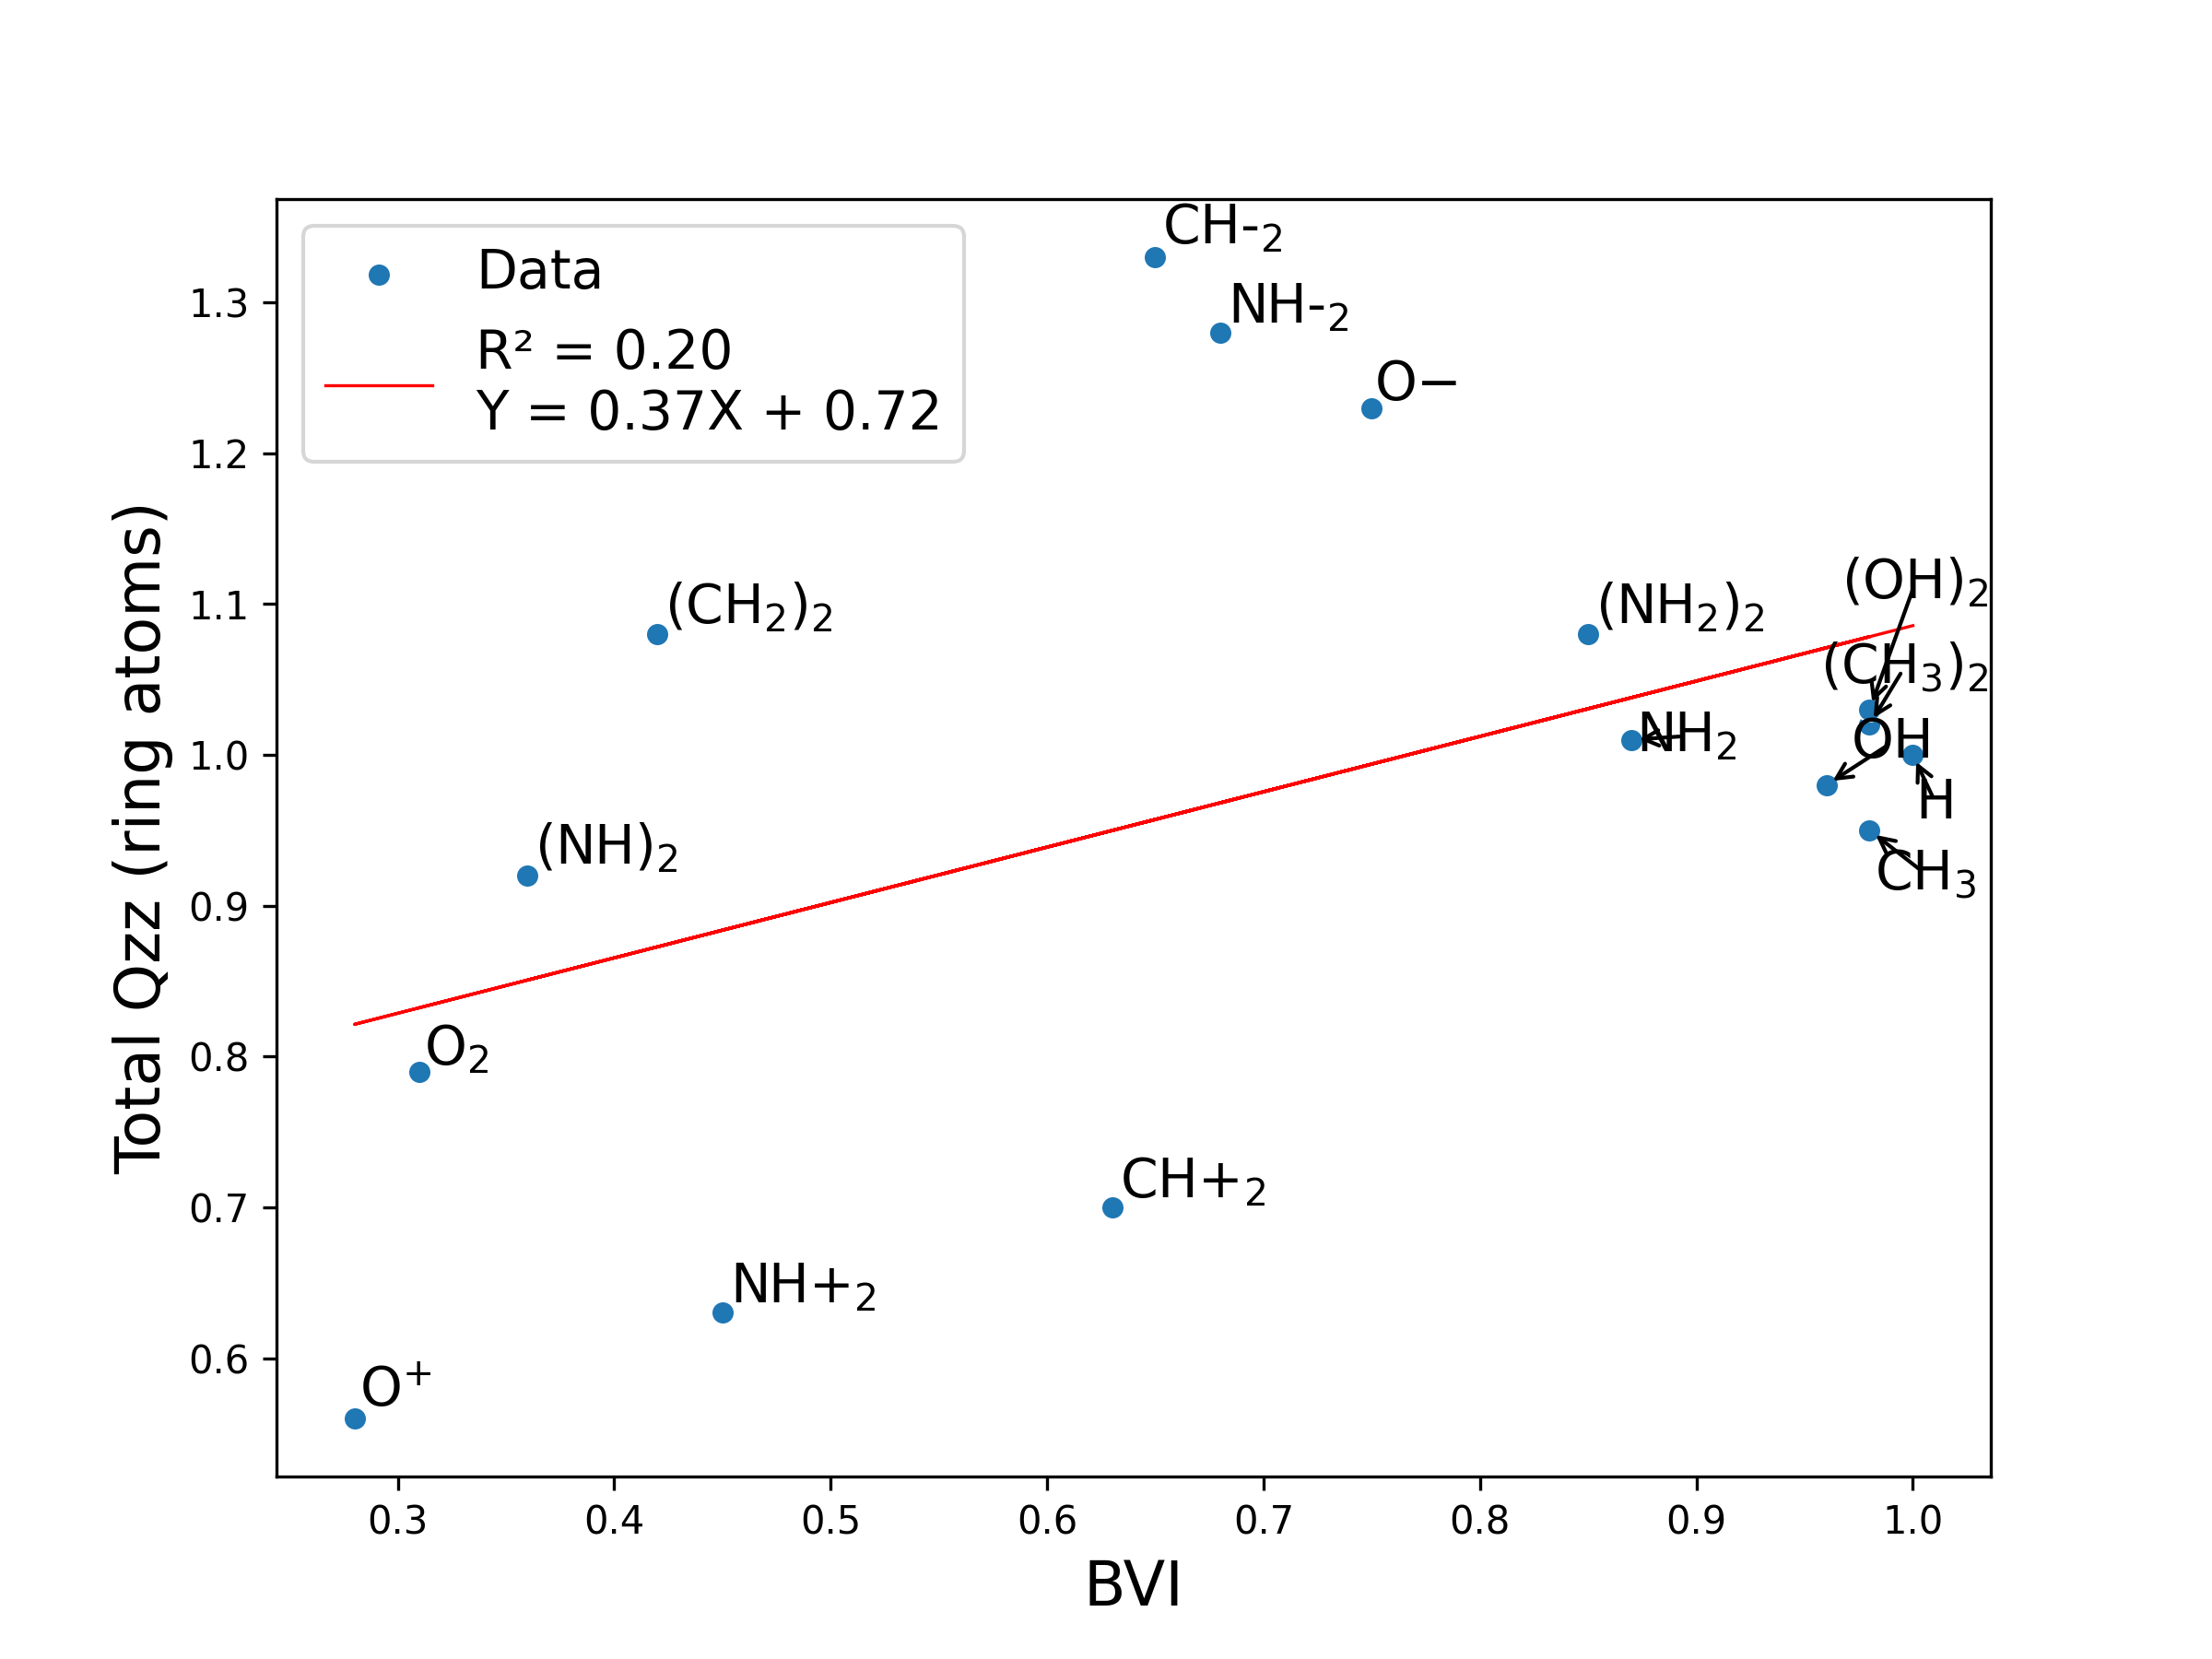 Data
R² = 0.20
Y = 0.37X + 0.72
CH-₂
NH-₂
O−
(CH₂)₂
(NH₂)₂
(OH)₂
(CH₃)₂
NH₂
OH
H
CH₃
(NH)₂
O₂
CH+₂
NH+₂
O⁺
1.3
1.2
1.1
1.0
0.9
0.8
0.7
0.6
Total Qzz (ring atoms)
0.3 0.4 0.5 0.6 0.7 0.8 0.9 1.0
BVI